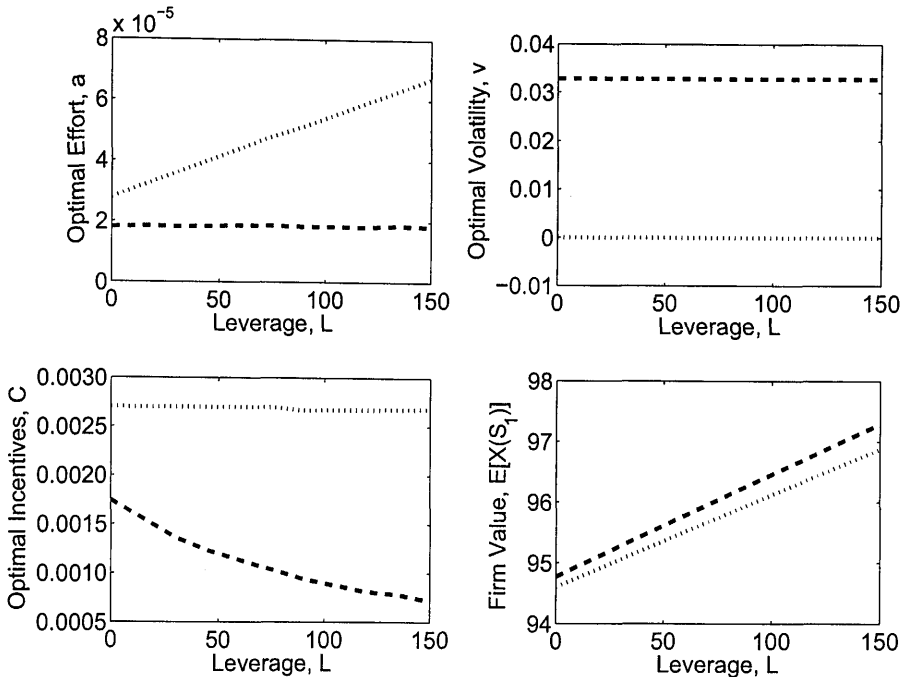 x 10⁻⁵
8
6
4
2
0
Optimal Effort, a
0 50 100 150
Leverage, L
0.04
0.03
0.02
0.01
0
−0.01
Optimal Volatility, v
0 50 100 150
Leverage, L
0.0030
0.0025
0.0020
0.0015
0.0010
0.0005
Optimal Incentives, C
0 50 100 150
Leverage, L
98
97
96
95
94
Firm Value, E[X(S₁)]
0 50 100 150
Leverage, L